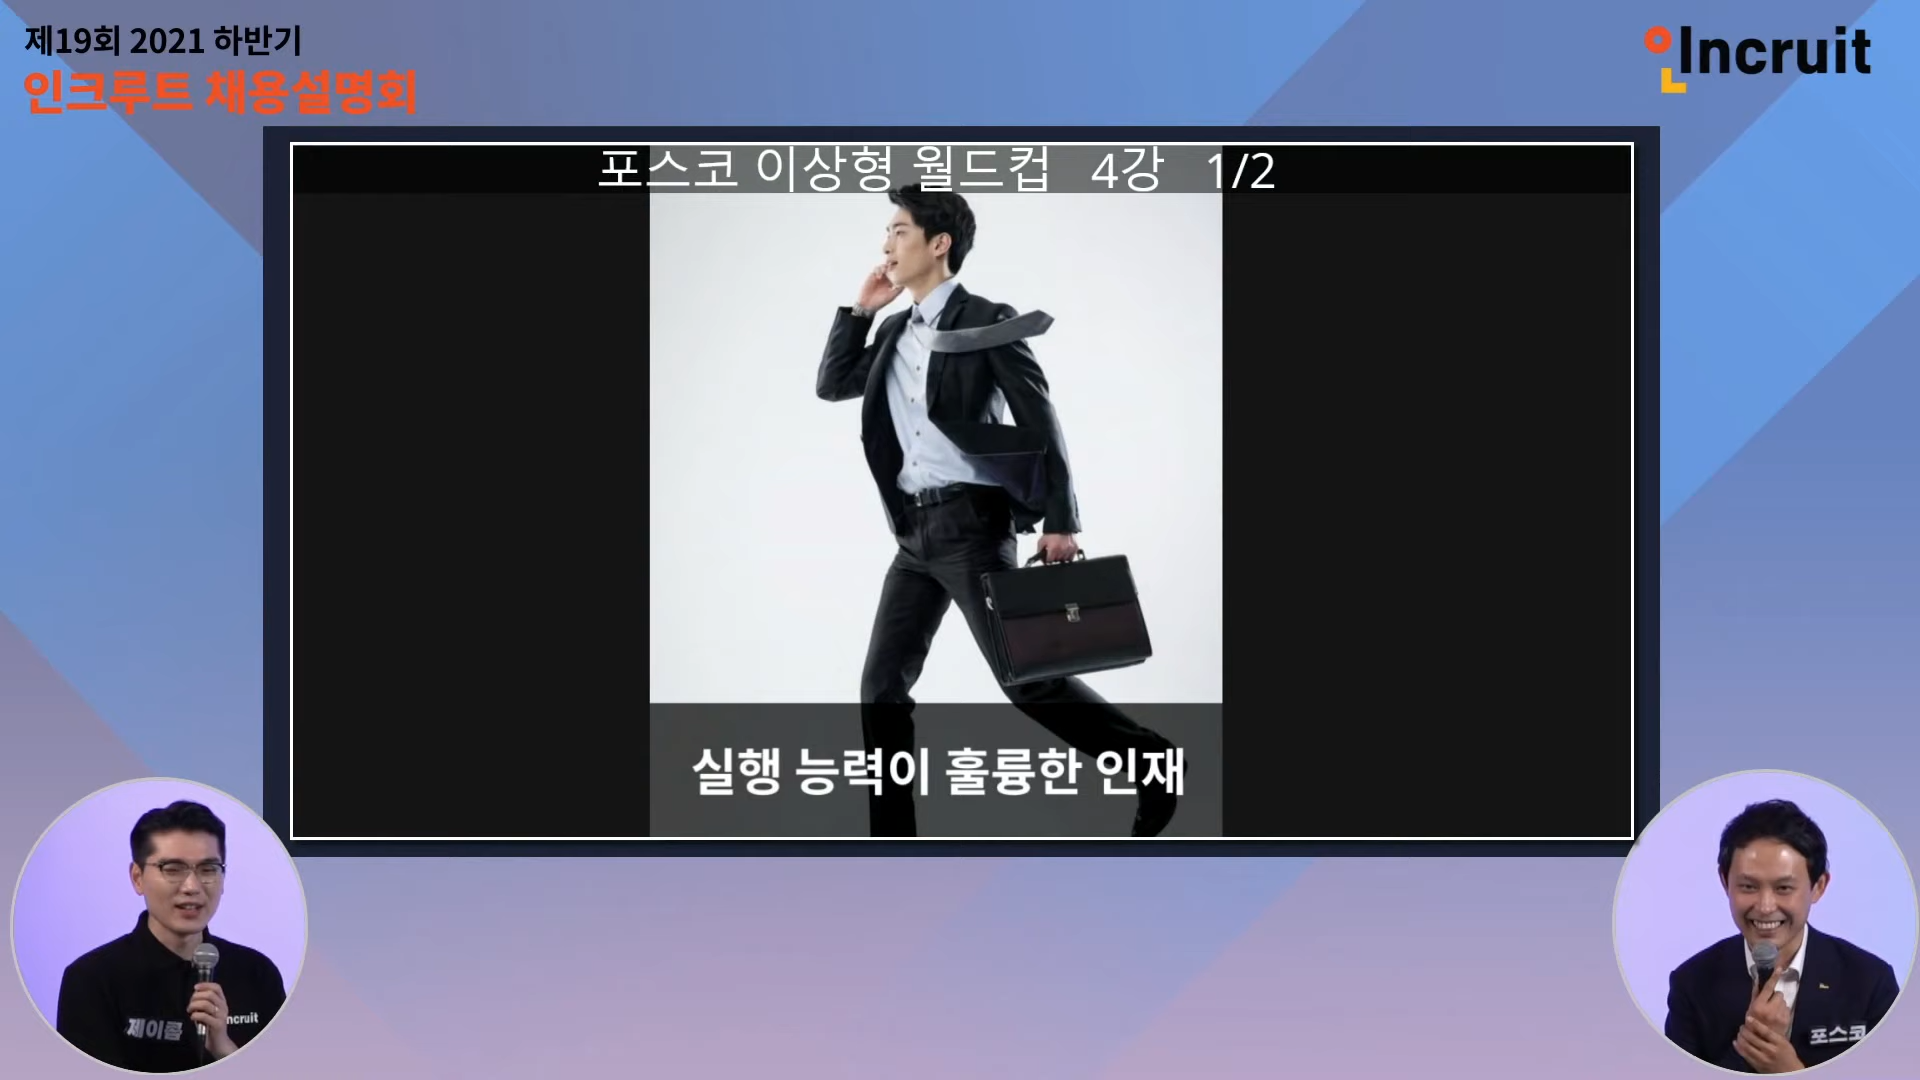 제19회 2021 하반기
인크루트 채용설명회
인 Incruit
포스코 이상형 월드컵 4강 1/2
실행 능력이 훌륭한 인재
제이콥
Incruit
포스코